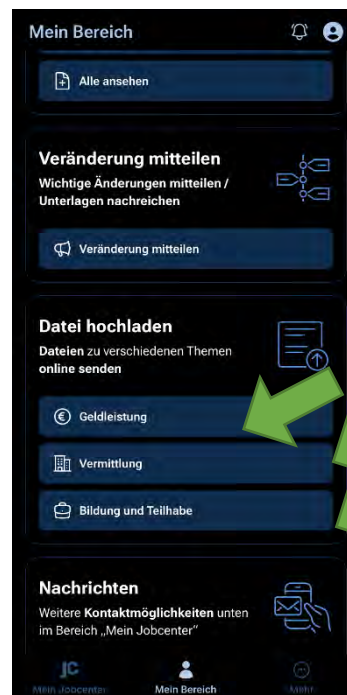 Mein Bereich
Alle ansehen
Veränderung mitteilen
Wichtige Änderungen mitteilen /
Unterlagen nachreichen
Veränderung mitteilen
Datei hochladen
Dateien zu verschiedenen Themen
online senden
Geldleistung
Vermittlung
Bildung und Teilhabe
Nachrichten
Weitere Kontaktmöglichkeiten unten
im Bereich „Mein Jobcenter“
JC
Mein Jobcenter Mein Bereich Mehr